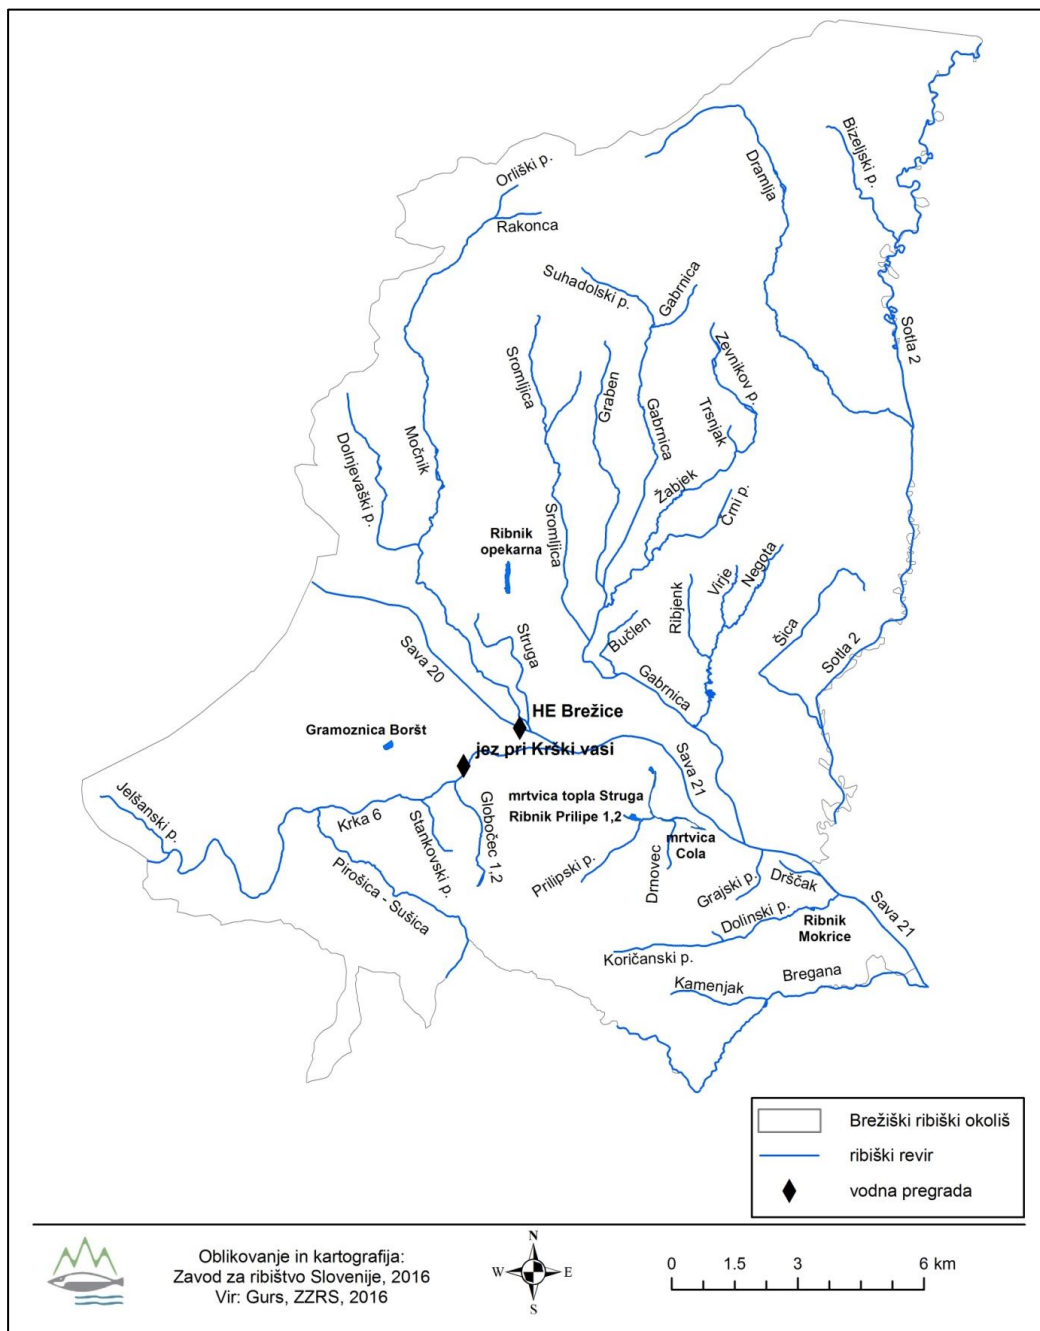 Orliški p.
Rakonca
Dramlja
Bizeljski p.
Suhadolski p.
Gabrnica
Sotla 2
Sromljica
Graben
Gabrnica
Zevnikov p.
Trsnjak
Dolnjevaški p.
Močnik
Žabjek
Črni p.
Ribnik
opekarna
Sromljica
Struga
Bučlen
Ribjenk
Virje
Negota
Šica
Sotla 2
Sava 20
Gabrnica
HE Brežice
Gramoznica Boršt
jez pri Krški vasi
Sava 21
Jelšanski p.
Krka 6
Stankovski p.
Globočec 1,2
mrtvica topla Struga
Ribnik Prilipe 1,2
mrtvica
Cola
Pirošica - Sušica
Prilipski p.
Drnovec
Grajski p.
Drščak
Dolinski p.
Ribnik
Mokrice
Sava 21
Koričanski p.
Kamenjak
Bregana
Brežiški ribiški okoliš
ribiški revir
vodna pregrada
Oblikovanje in kartografija:
Zavod za ribištvo Slovenije, 2016
Vir: Gurs, ZZRS, 2016
N
W E
S
0 1.5 3 6 km